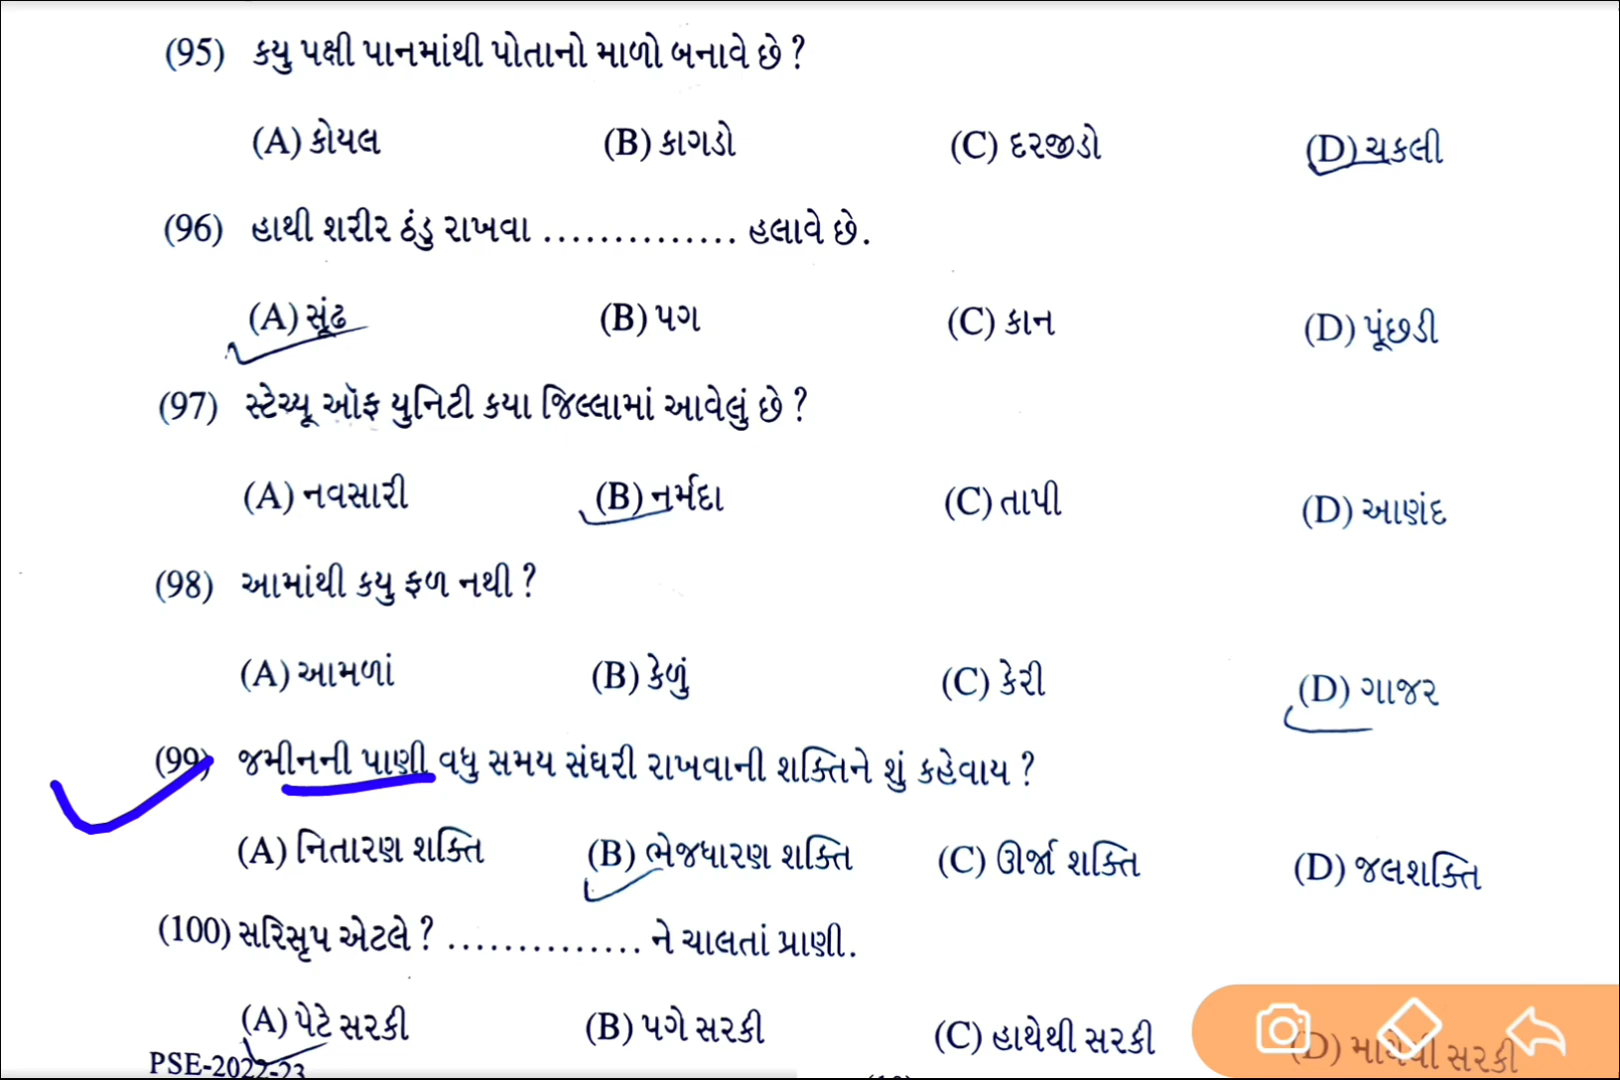 (95) કયુ પક્ષી પાનમાંથી પોતાનો માળો બનાવે છે ?
(A) કોયલ (B) કાગડો (C) દરજીડો (D) ચકલી
(96) હાથી શરીર ઠંડુ રાખવા .............. હલાવે છે.
(A) સૂંઢ (B) પગ (C) કાન (D) પૂંછડી
(97) સ્ટેચ્યૂ ઑફ યુનિટી કયા જિલ્લામાં આવેલું છે ?
(A) નવસારી (B) નર્મદા (C) તાપી (D) આણંદ
(98) આમાંથી કયુ ફળ નથી ?
(A) આમળાં (B) કેળું (C) કેરી (D) ગાજર
(99) જમીનની પાણી વધુ સમય સંઘરી રાખવાની શક્તિને શું કહેવાય ?
(A) નિતારણ શક્તિ (B) ભેજધારણ શક્તિ (C) ઊર્જા શક્તિ (D) જલશક્તિ
(100) સરિસૃપ એટલે ? .............. ને ચાલતાં પ્રાણી.
(A) પેટે સરકી (B) પગે સરકી (C) હાથેથી સરકી (D) માથેથી સરકી
PSE-2022-23